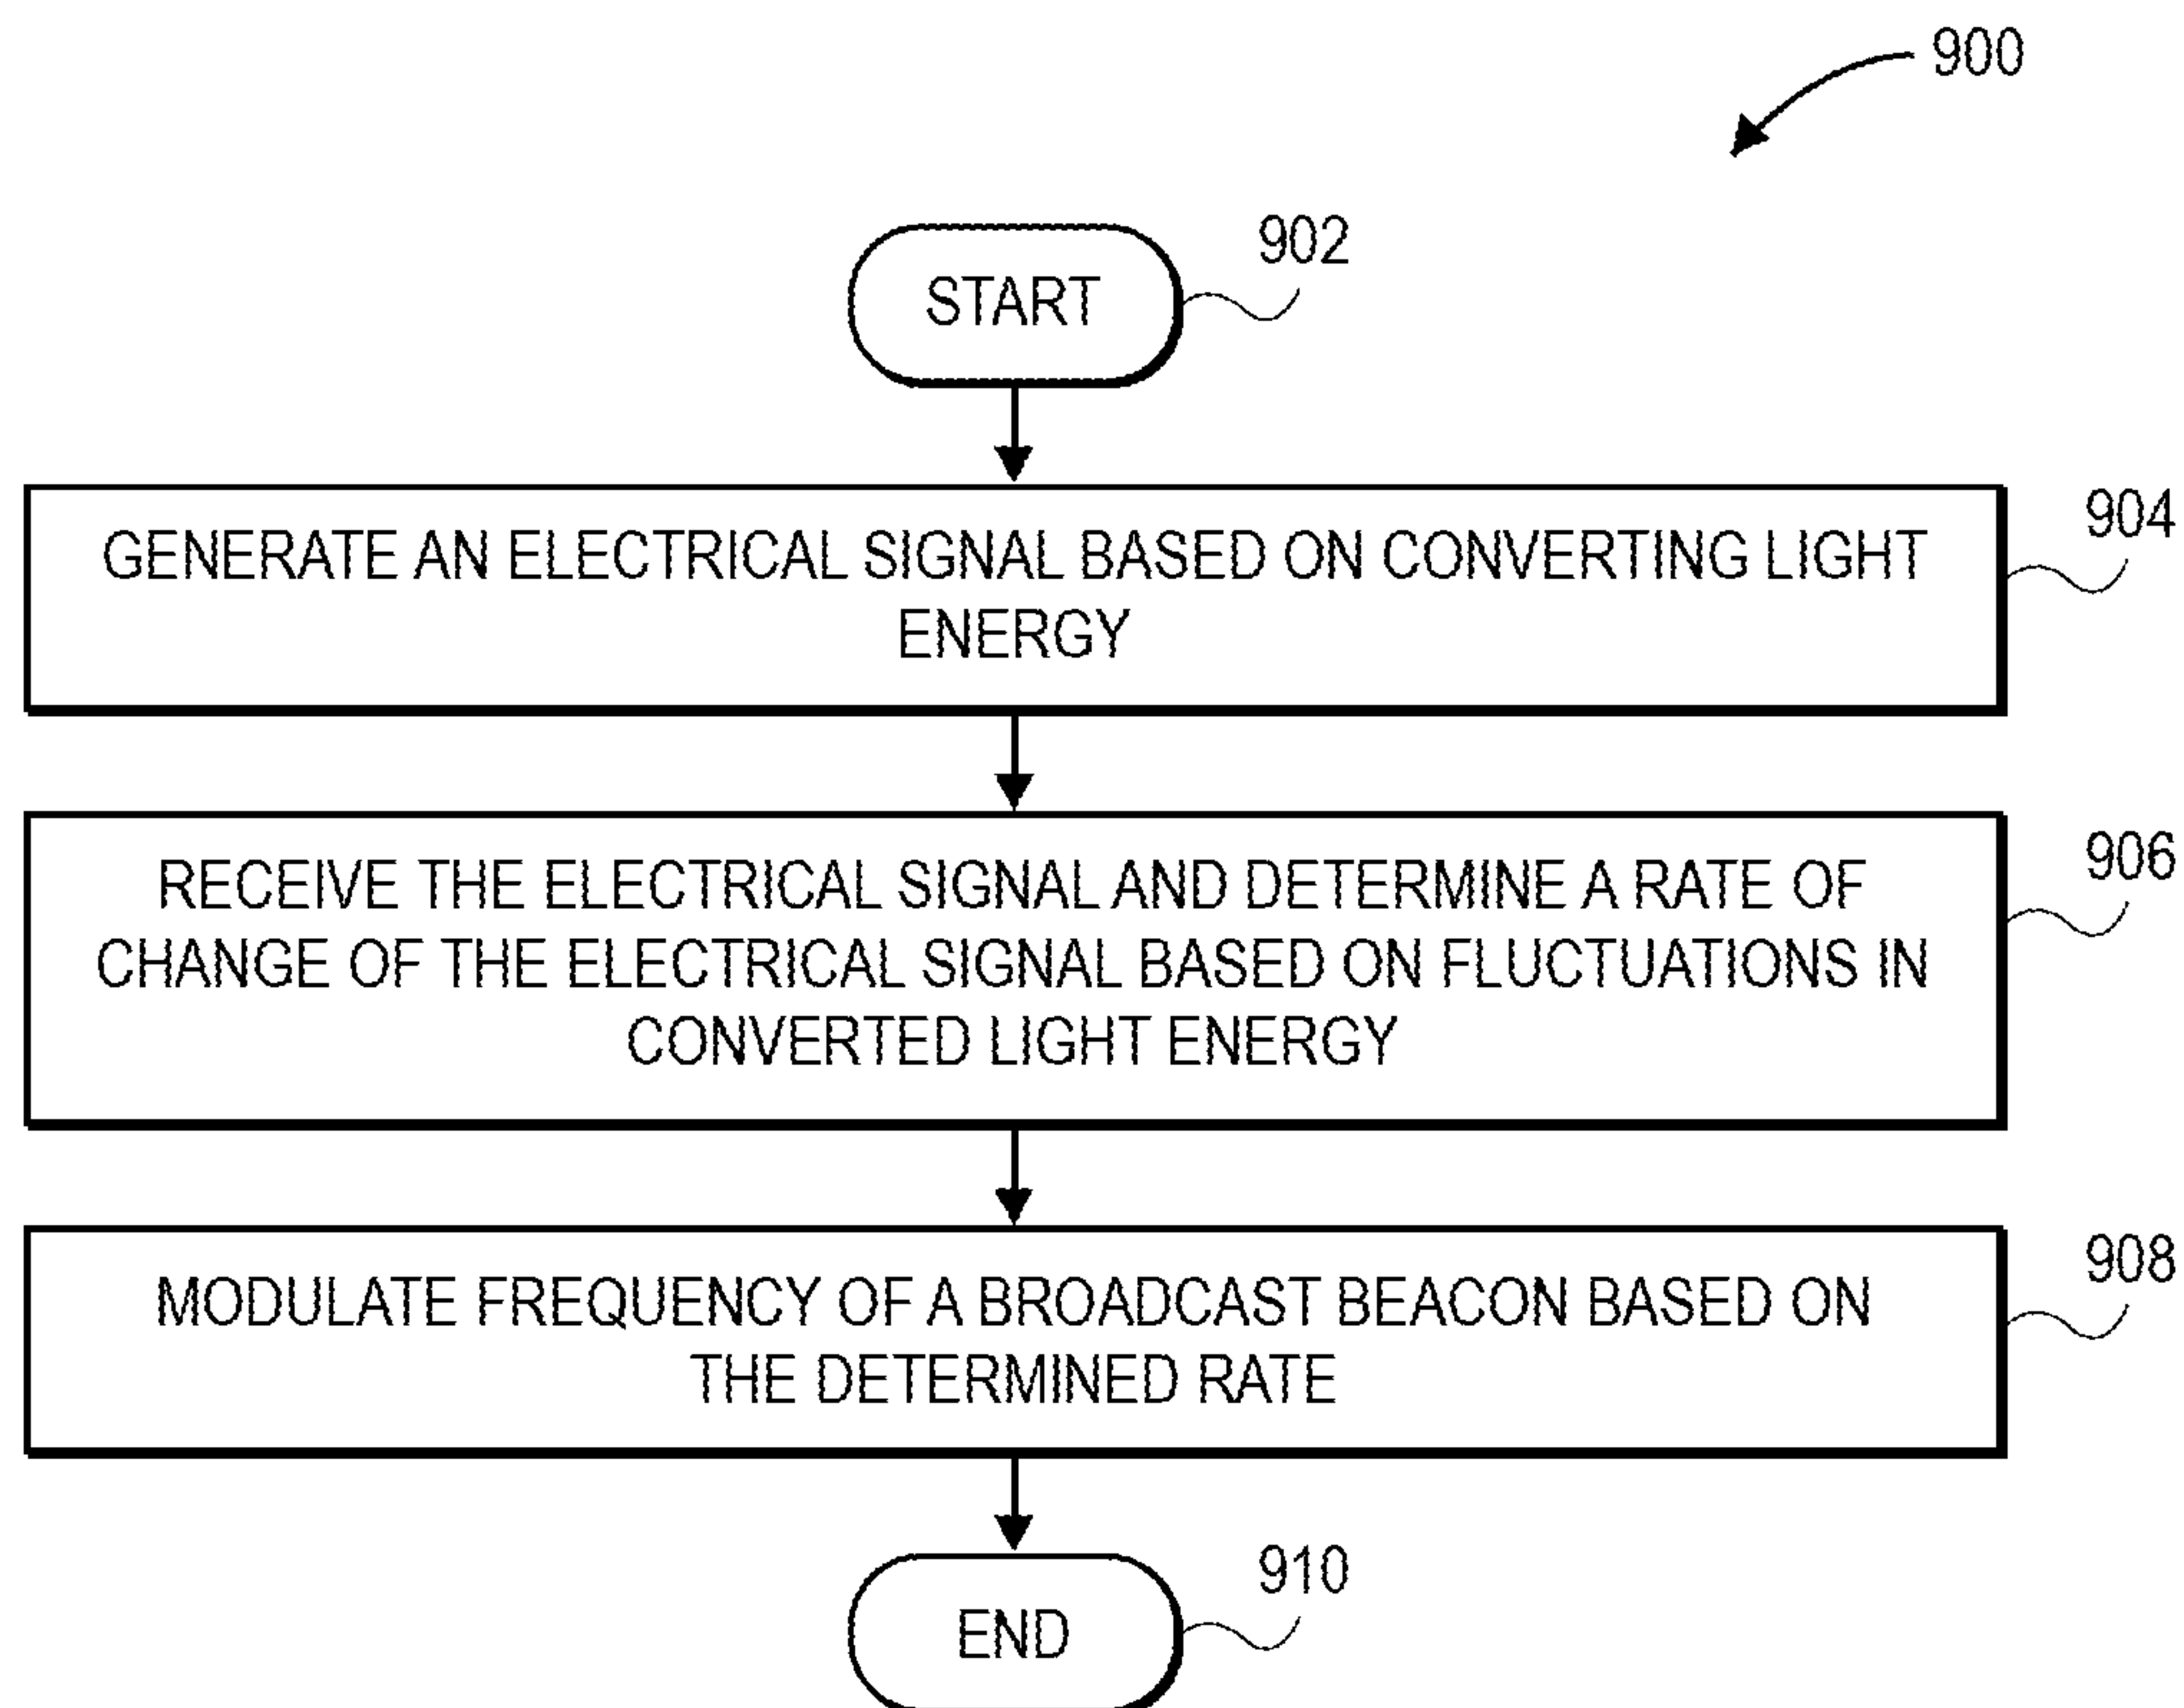 900
902
START
904
GENERATE AN ELECTRICAL SIGNAL BASED ON CONVERTING LIGHT
ENERGY
906
RECEIVE THE ELECTRICAL SIGNAL AND DETERMINE A RATE OF
CHANGE OF THE ELECTRICAL SIGNAL BASED ON FLUCTUATIONS IN
CONVERTED LIGHT ENERGY
908
MODULATE FREQUENCY OF A BROADCAST BEACON BASED ON
THE DETERMINED RATE
910
END